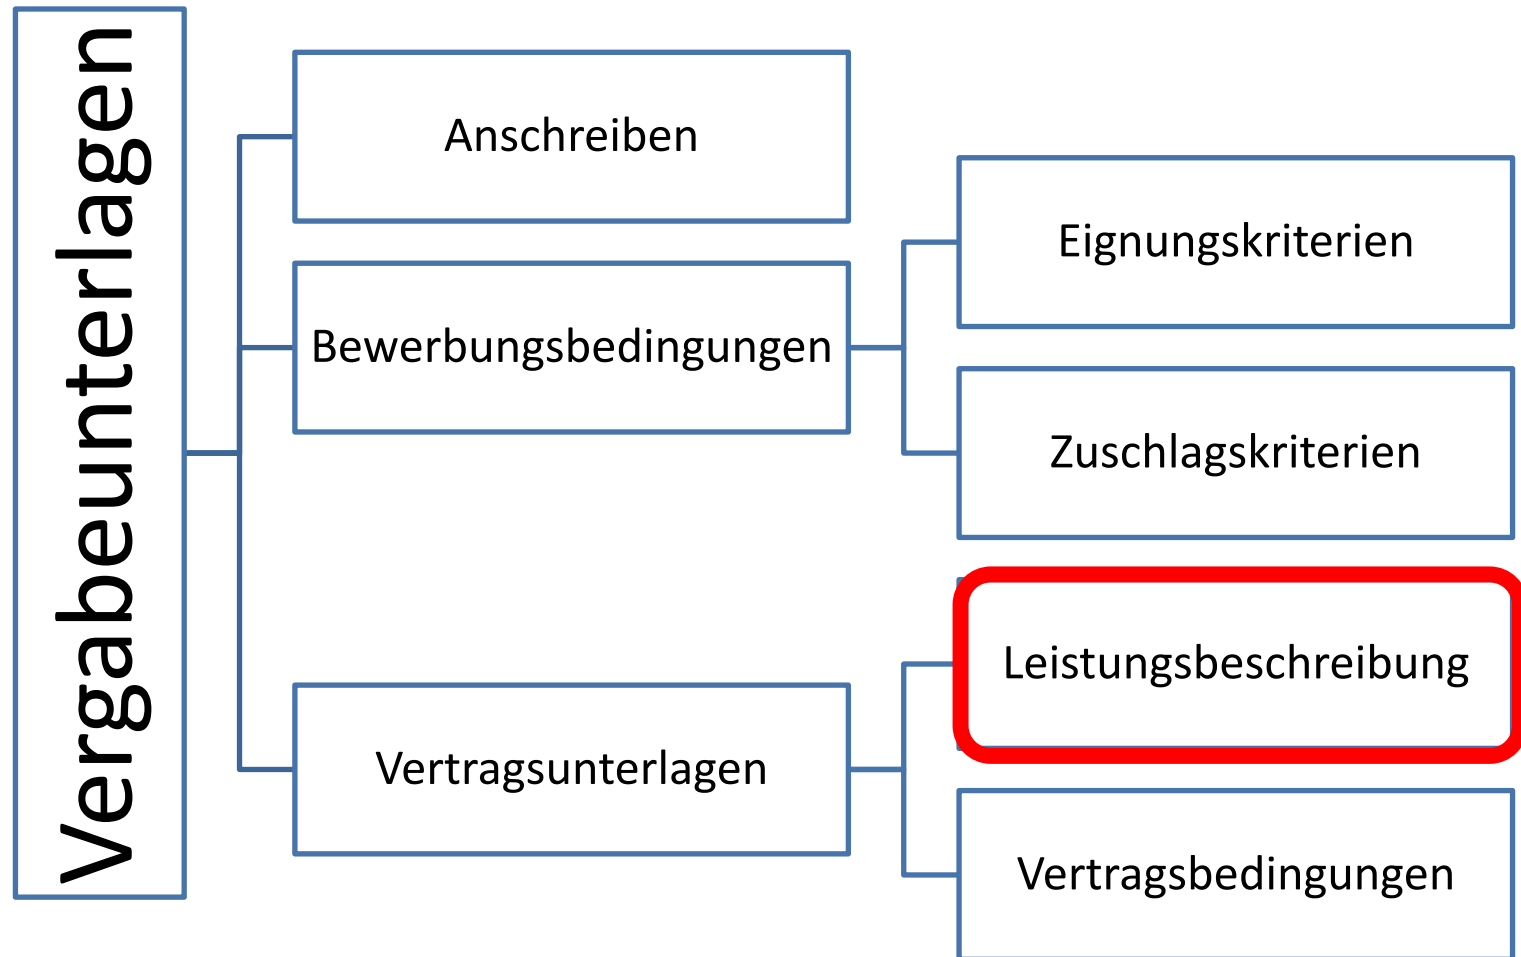 Vergabeunterlagen
Anschreiben
Bewerbungsbedingungen
Eignungskriterien
Zuschlagskriterien
Vertragsunterlagen
Leistungsbeschreibung
Vertragsbedingungen